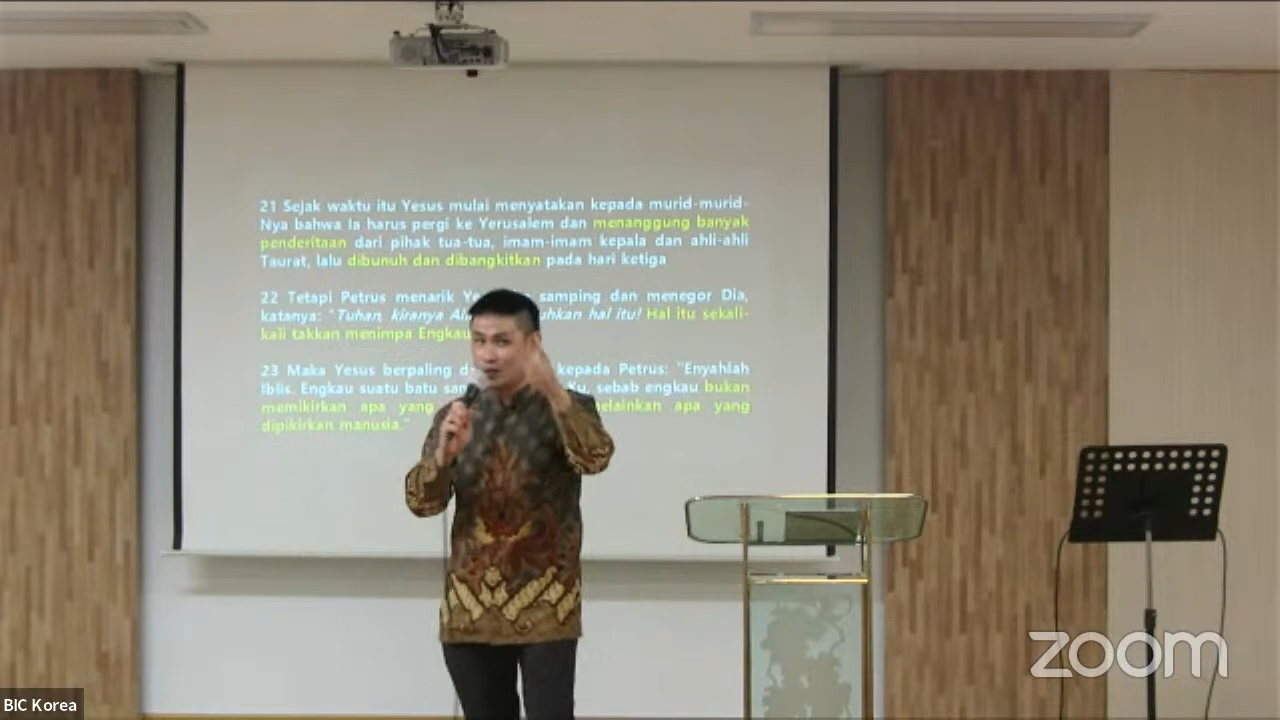 21 Sejak waktu itu Yesus mulai menyatakan kepada murid-murid-
Nya bahwa Ia harus pergi ke Yerusalem dan menanggung banyak
penderitaan dari pihak tua-tua, imam-imam kepala dan ahli-ahli
Taurat, lalu dibunuh dan dibangkitkan pada hari ketiga
22 Tetapi Petrus menarik samping dan menegor Dia,
katanya: "Tuhan, kiranya hal itu! Hal itu sekali-
kali takkan menimpa Engkau
23 Maka Yesus berpaling kepada Petrus: "Enyahlah
Iblis. Engkau suatu batu Ku, sebab engkau bukan
memikirkan apa yang melainkan apa yang
dipikirkan manusia."
zoom
BIC Korea